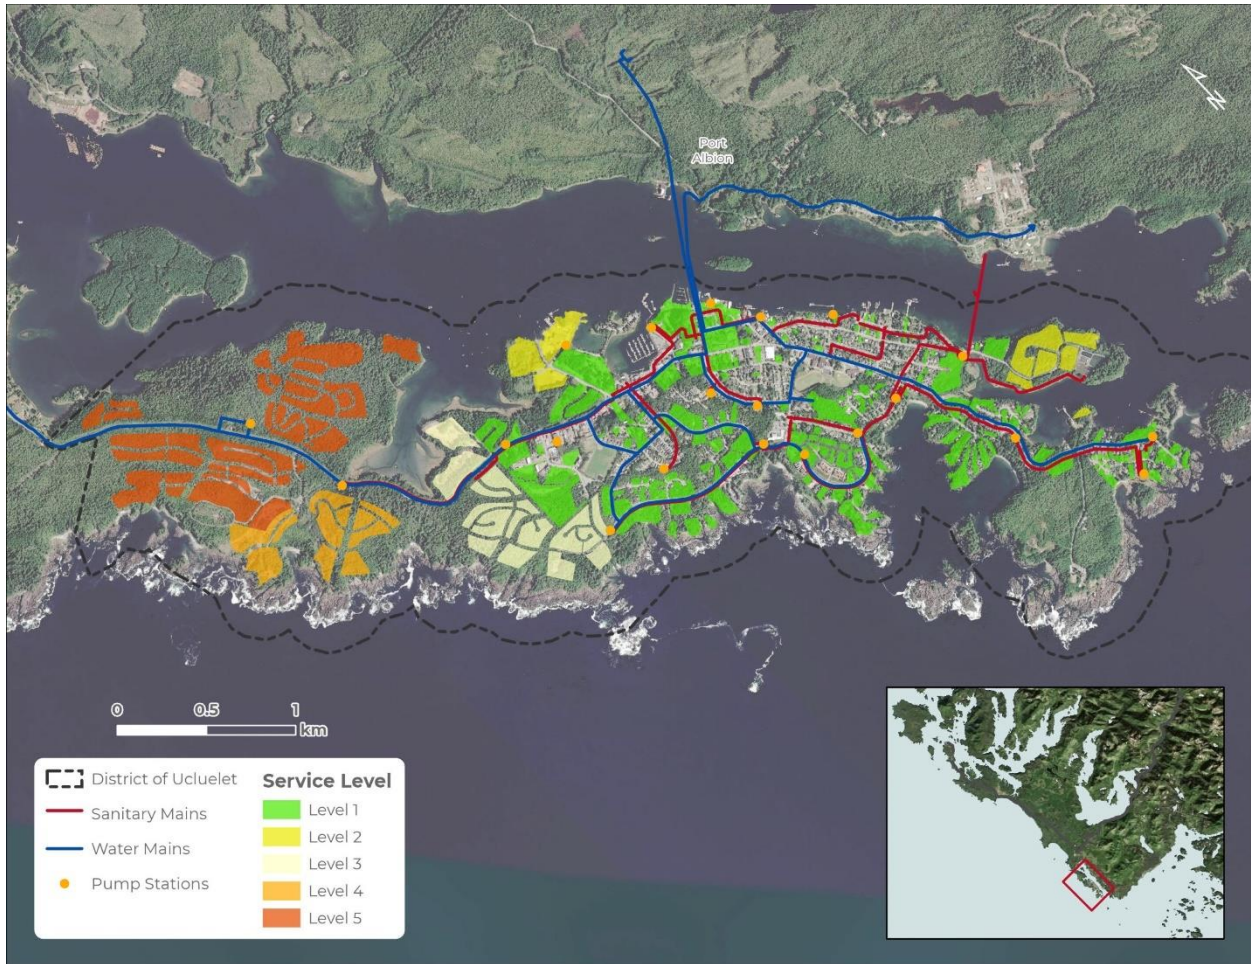 N
Port
Albion
0 0.5 1
km
District of Ucluelet
Sanitary Mains
Water Mains
Pump Stations
Service Level
Level 1
Level 2
Level 3
Level 4
Level 5